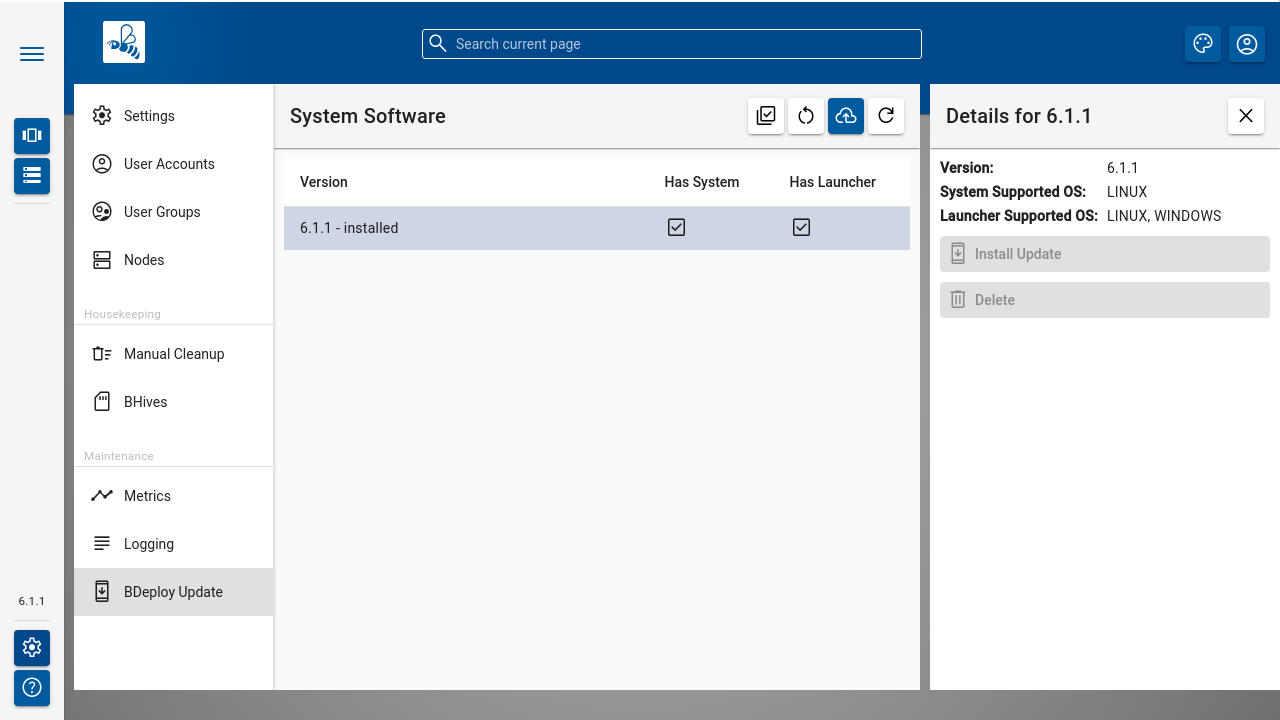 Search current page
Settings
User Accounts
User Groups
Nodes
Housekeeping
Manual Cleanup
BHives
Maintenance
Metrics
Logging
BDeploy Update
6.1.1
System Software
Version Has System Has Launcher
6.1.1 - installed
Details for 6.1.1
Version: 6.1.1
System Supported OS: LINUX
Launcher Supported OS: LINUX, WINDOWS
Install Update
Delete